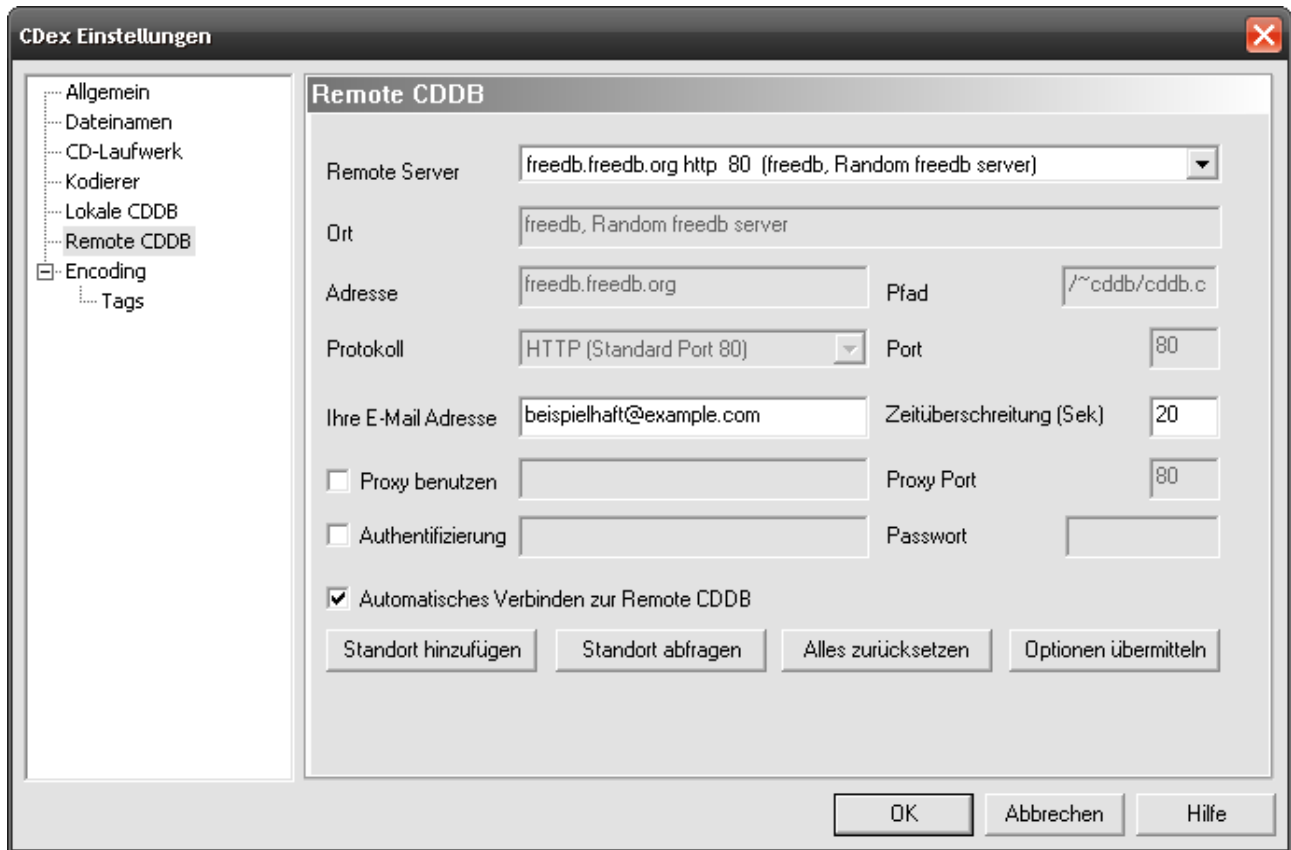 CDex Einstellungen
Allgemein
Dateinamen
CD-Laufwerk
Kodierer
Lokale CDDB
Remote CDDB
Encoding
Tags
Remote CDDB
Remote Server freedb.freedb.org http 80 (freedb, Random freedb server)
Ort freedb, Random freedb server
Adresse freedb.freedb.org Pfad /~cddb/cddb.c
Protokoll HTTP (Standard Port 80) Port 80
Ihre E-Mail Adresse beispielhaft@example.com Zeitüberschreitung (Sek) 20
Proxy benutzen Proxy Port 80
Authentifizierung Passwort
Automatisches Verbinden zur Remote CDDB
Standort hinzufügen Standort abfragen Alles zurücksetzen Optionen übermitteln
OK Abbrechen Hilfe